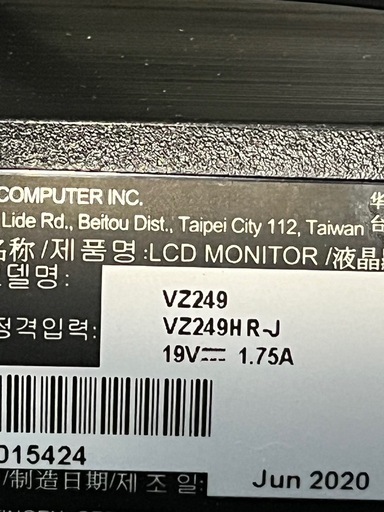 COMPUTER INC.
Lide Rd., Beitou Dist., Taipei City 112, Taiwan
名称/제품명:LCD MONITOR/液晶
모델명:
VZ249
정격입력:
VZ249HR-J
19V⎓ 1.75A
015424
/制造日期/제조일:
Jun 2020